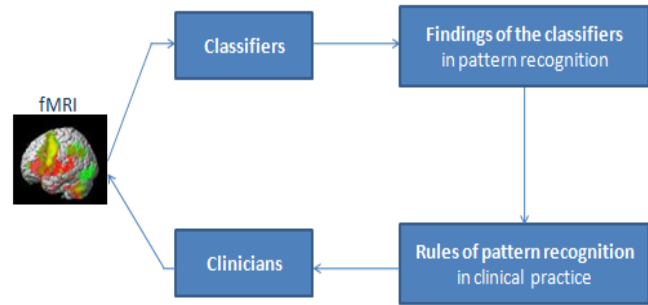 fMRI
Classifiers
Findings of the classifiers
in pattern recognition
Rules of pattern recognition
in clinical practice
Clinicians